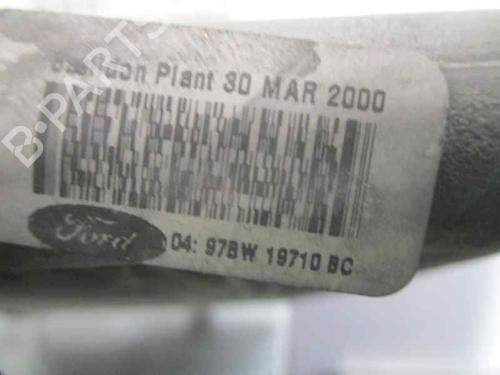 Plant 30 MAR 2000
Ford
04: 97BW 19710 BC
B-PARTS